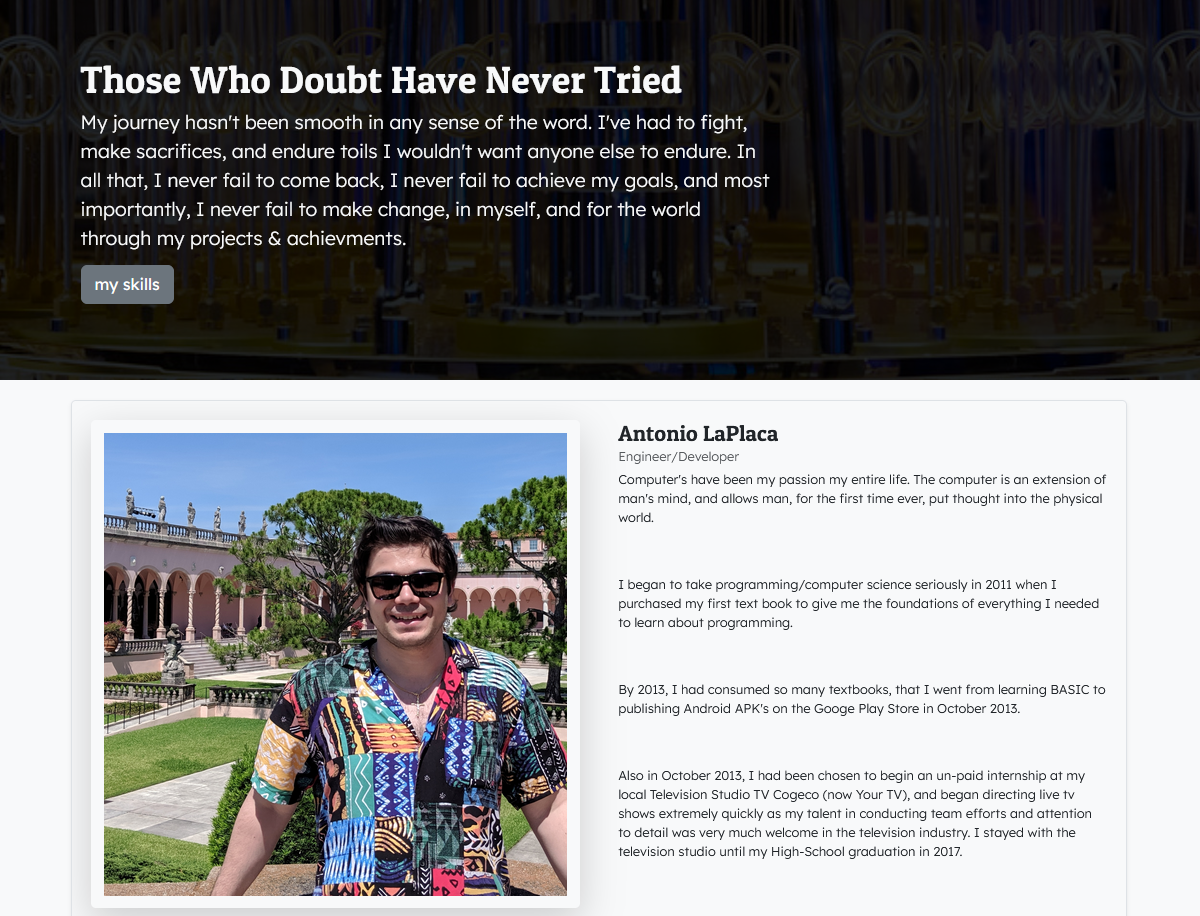 Those Who Doubt Have Never Tried
My journey hasn't been smooth in any sense of the word. I've had to fight,
make sacrifices, and endure toils I wouldn't want anyone else to endure. In
all that, I never fail to come back, I never fail to achieve my goals, and most
importantly, I never fail to make change, in myself, and for the world
through my projects & achievments.
my skills
Antonio LaPlaca
Engineer/Developer
Computer's have been my passion my entire life. The computer is an extension of
man's mind, and allows man, for the first time ever, put thought into the physical
world.
I began to take programming/computer science seriously in 2011 when I
purchased my first text book to give me the foundations of everything I needed
to learn about programming.
By 2013, I had consumed so many textbooks, that I went from learning BASIC to
publishing Android APK's on the Googe Play Store in October 2013.
Also in October 2013, I had been chosen to begin an un-paid internship at my
local Television Studio TV Cogeco (now Your TV), and began directing live tv
shows extremely quickly as my talent in conducting team efforts and attention
to detail was very much welcome in the television industry. I stayed with the
television studio until my High-School graduation in 2017.